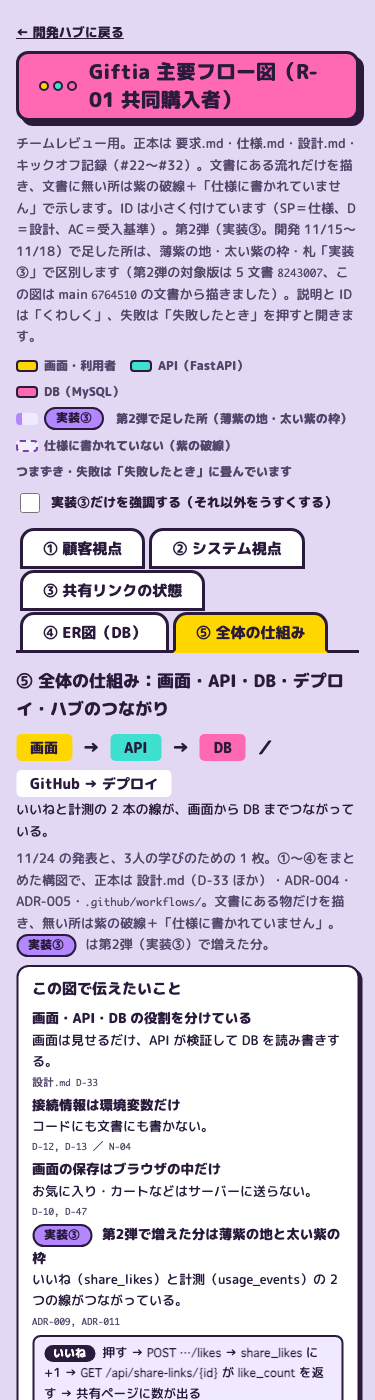 ← 開発ハブに戻る
Giftia 主要フロー図（R-
01 共同購入者）
チームレビュー用。正本は 要求.md・仕様.md・設計.md・
キックオフ記録（#22〜#32）。文書にある流れだけを描
き、文書に無い所は紫の破線＋「仕様に書かれていませ
ん」で示します。ID は小さく付けています（SP＝仕様、D
＝設計、AC＝受入基準）。第2弾（実装③。開発 11/15〜
11/18）で足した所は、薄紫の地・太い紫の枠・札「実装
③」で区別します（第2弾の対象版は 5 文書 8243007、こ
の図は main 6764510 の文書から描きました）。説明と ID
は「くわしく」、失敗は「失敗したとき」を押すと開きま
す。
画面・利用者 API（FastAPI）
DB（MySQL）
実装③ 第2弾で足した所（薄紫の地・太い紫の枠）
仕様に書かれていない（紫の破線）
つまずき・失敗は「失敗したとき」に畳んでいます
実装③だけを強調する（それ以外をうすくする）
① 顧客視点 ② システム視点
③ 共有リンクの状態
④ ER図（DB） ⑤ 全体の仕組み
⑤ 全体の仕組み：画面・API・DB・デプロ
イ・ハブのつながり
画面 → API → DB ／
GitHub → デプロイ
いいねと計測の 2 本の線が、画面から DB までつながって
いる。
11/24 の発表と、3人の学びのための 1 枚。①〜④をまと
めた構図で、正本は 設計.md（D-33 ほか）・ADR-004・
ADR-005・.github/workflows/。文書にある物だけを描
き、無い所は紫の破線＋「仕様に書かれていません」。
実装③ は第2弾（実装③）で増えた分。
この図で伝えたいこと
画面・API・DB の役割を分けている
画面は見せるだけ、API が検証して DB を読み書きす
る。
設計.md D-33
接続情報は環境変数だけ
コードにも文書にも書かない。
D-12, D-13 ／ N-04
画面の保存はブラウザの中だけ
お気に入り・カートなどはサーバーに送らない。
D-10, D-47
実装③ 第2弾で増えた分は薄紫の地と太い紫の
枠
いいね（share_likes）と計測（usage_events）の 2
つの線がつながっている。
ADR-009, ADR-011
いいね 押す → POST …/likes → share_likes に
+1 → GET /api/share-links/{id} が like_count を返
す → 共有ページに数が出る